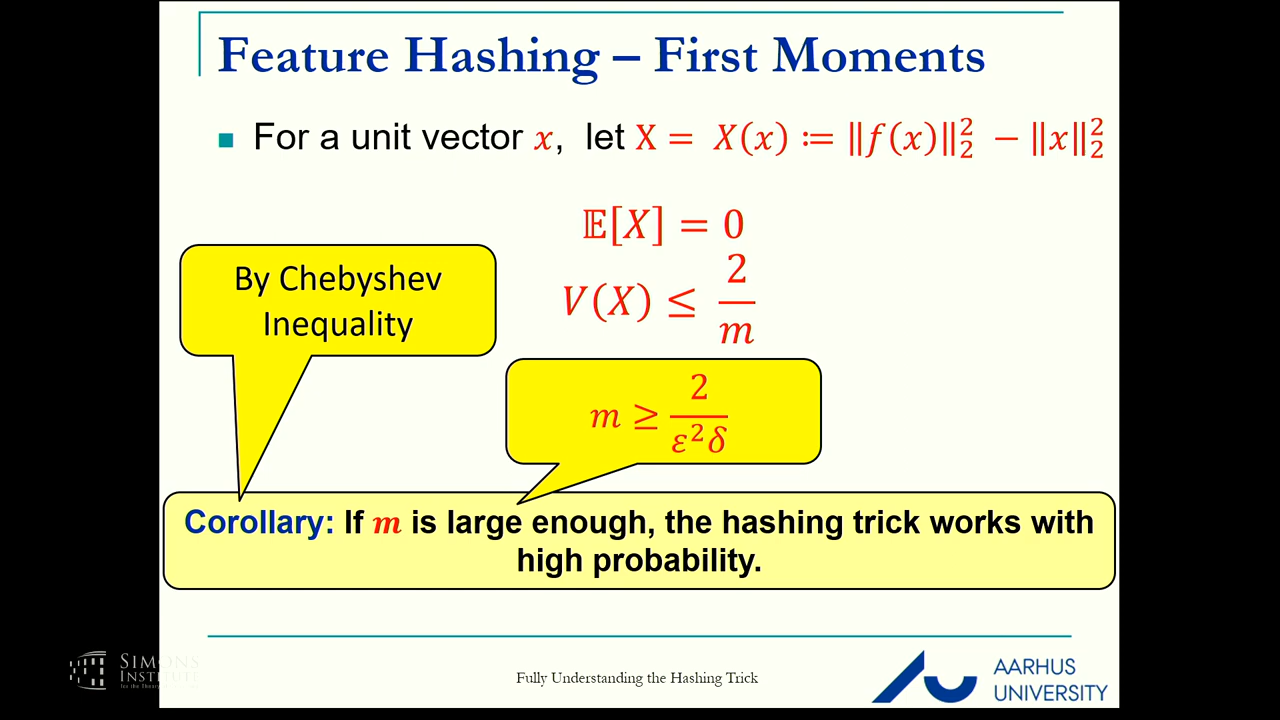 Feature Hashing – First Moments
For a unit vector x, let X = X(x) ≔ ‖f(x)‖₂² − ‖x‖₂²
𝔼[X] = 0
V(X) ≤ 2/m
By Chebyshev
Inequality
m ≥ 2/(ε²δ)
Corollary: If m is large enough, the hashing trick works with
high probability.
Fully Understanding the Hashing Trick
SIMONS
INSTITUTE
AARHUS
UNIVERSITY